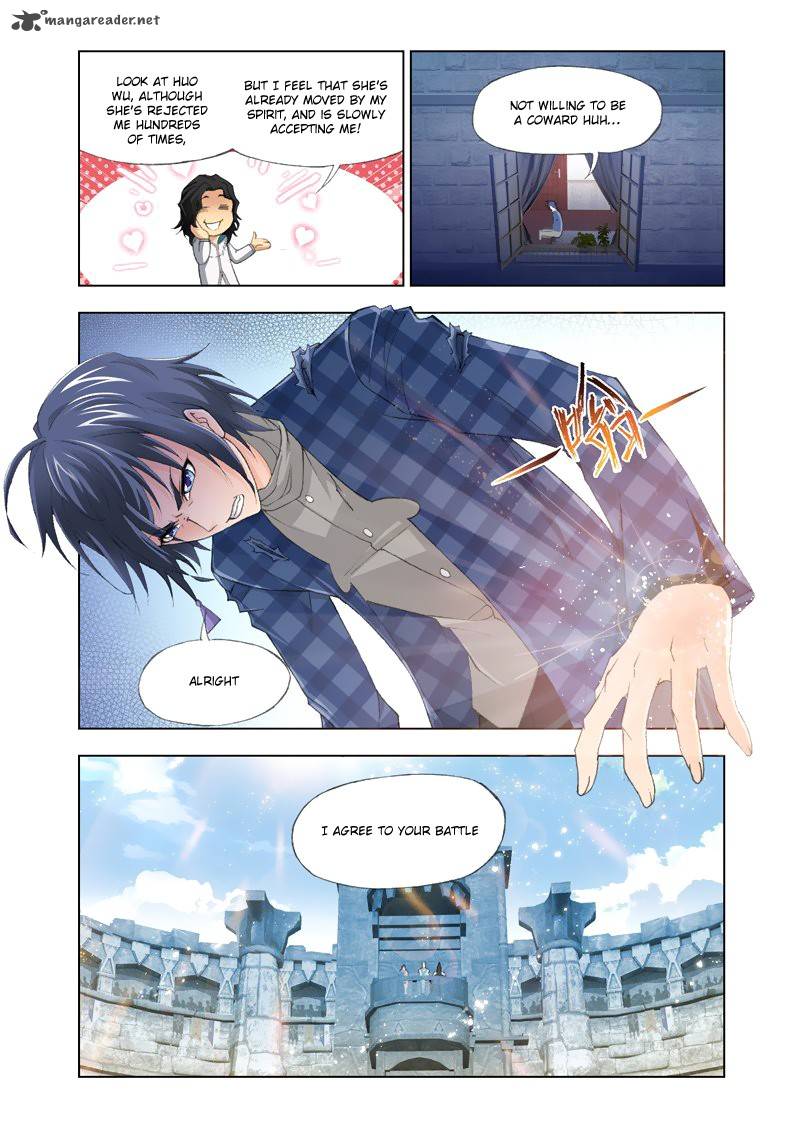 mangareader.net
LOOK AT HUO
WU, ALTHOUGH
SHE'S REJECTED
ME HUNDREDS
OF TIMES,
BUT I FEEL THAT SHE'S
ALREADY MOVED BY MY
SPIRIT, AND IS SLOWLY
ACCEPTING ME!
NOT WILLING TO BE
A COWARD HUH...
ALRIGHT
I AGREE TO YOUR BATTLE